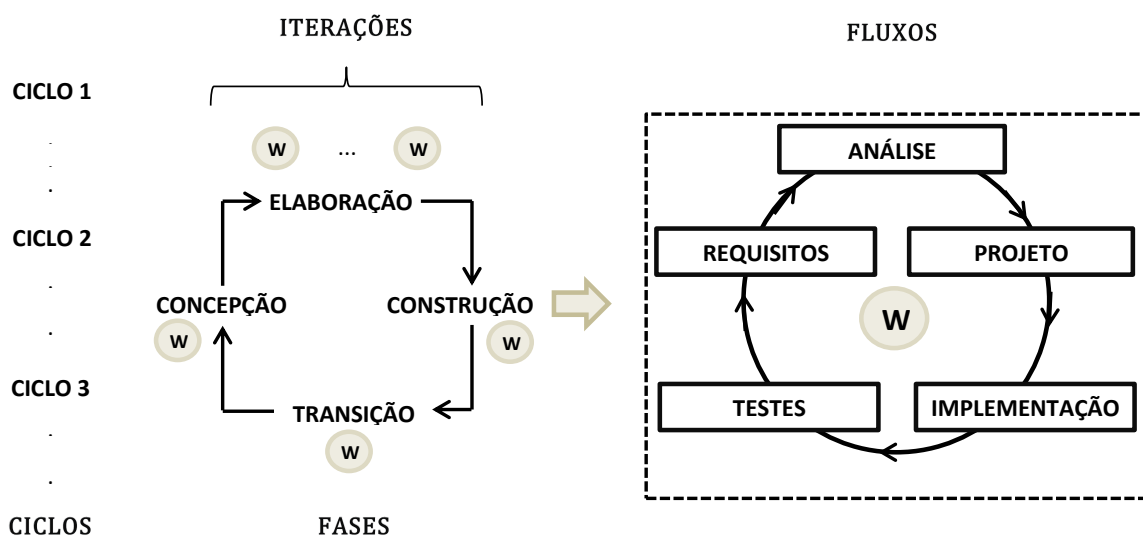 ITERAÇÕES
FLUXOS
CICLO 1
W ... W
ANÁLISE
ELABORAÇÃO
CICLO 2
REQUISITOS
PROJETO
CONCEPÇÃO
CONSTRUÇÃO
W
W
W
CICLO 3
TRANSIÇÃO
TESTES
IMPLEMENTAÇÃO
W
CICLOS
FASES